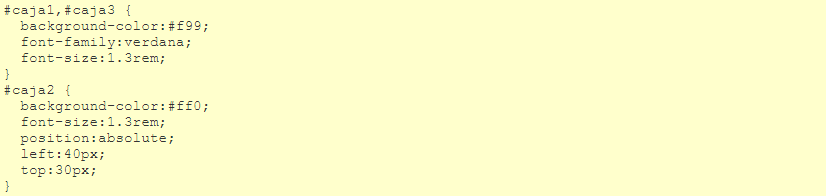 #caja1,#caja3 {
  background-color:#f99;
  font-family:verdana;
  font-size:1.3rem;
}
#caja2 {
  background-color:#ff0;
  font-size:1.3rem;
  position:absolute;
  left:40px;
  top:30px;
}